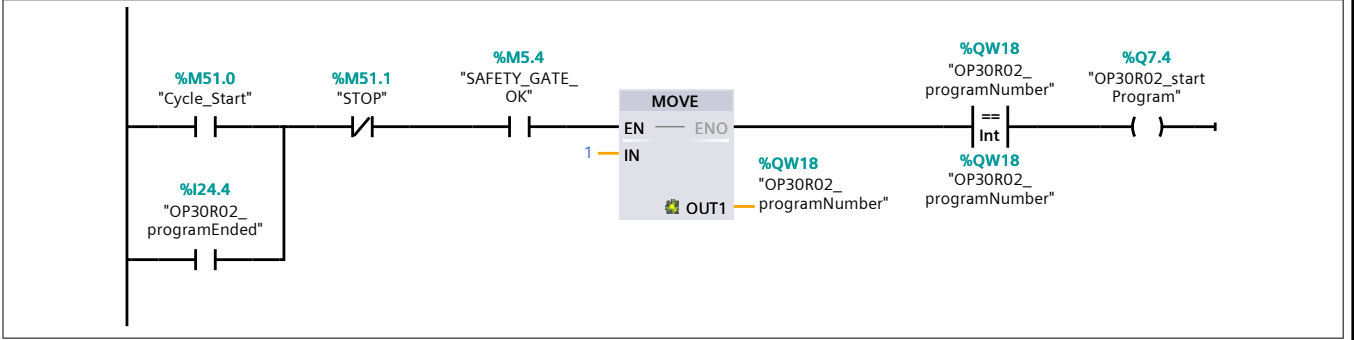 %M51.0
"Cycle_Start"
%M51.1
"STOP"
%M5.4
"SAFETY_GATE_
OK"
MOVE
EN
ENO
1
IN
OUT1
%QW18
"OP30R02_
programNumber"
%QW18
"OP30R02_
programNumber"
==
Int
%QW18
"OP30R02_
programNumber"
%Q7.4
"OP30R02_start
Program"
%I24.4
"OP30R02_
programEnded"